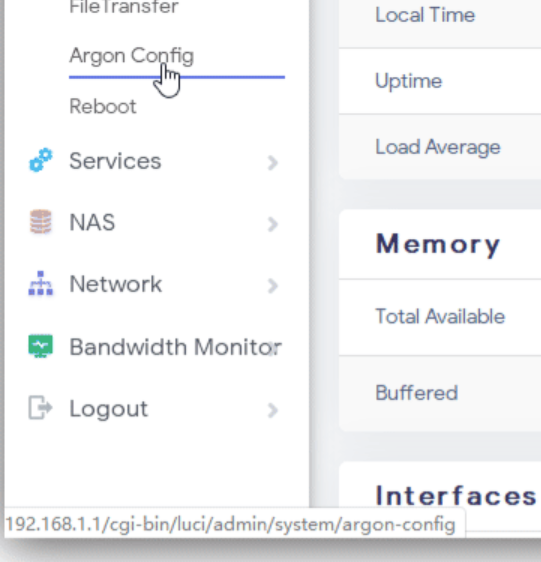 FileTransfer
Argon Config
Reboot
Services
NAS
Network
Bandwidth Monitor
Logout
Local Time
Uptime
Load Average
Memory
Total Available
Buffered
Interfaces
192.168.1.1/cgi-bin/luci/admin/system/argon-config